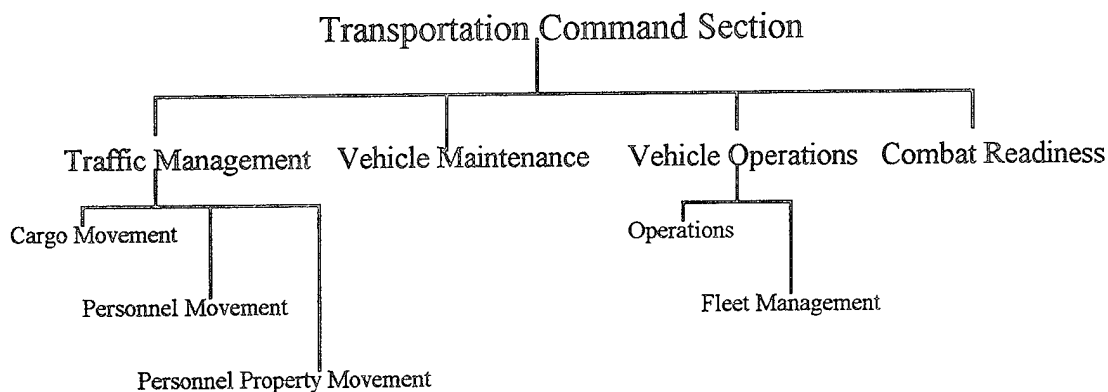 Transportation Command Section
Traffic Management Vehicle Maintenance Vehicle Operations Combat Readiness
Cargo Movement Operations
Personnel Movement Fleet Management
Personnel Property Movement